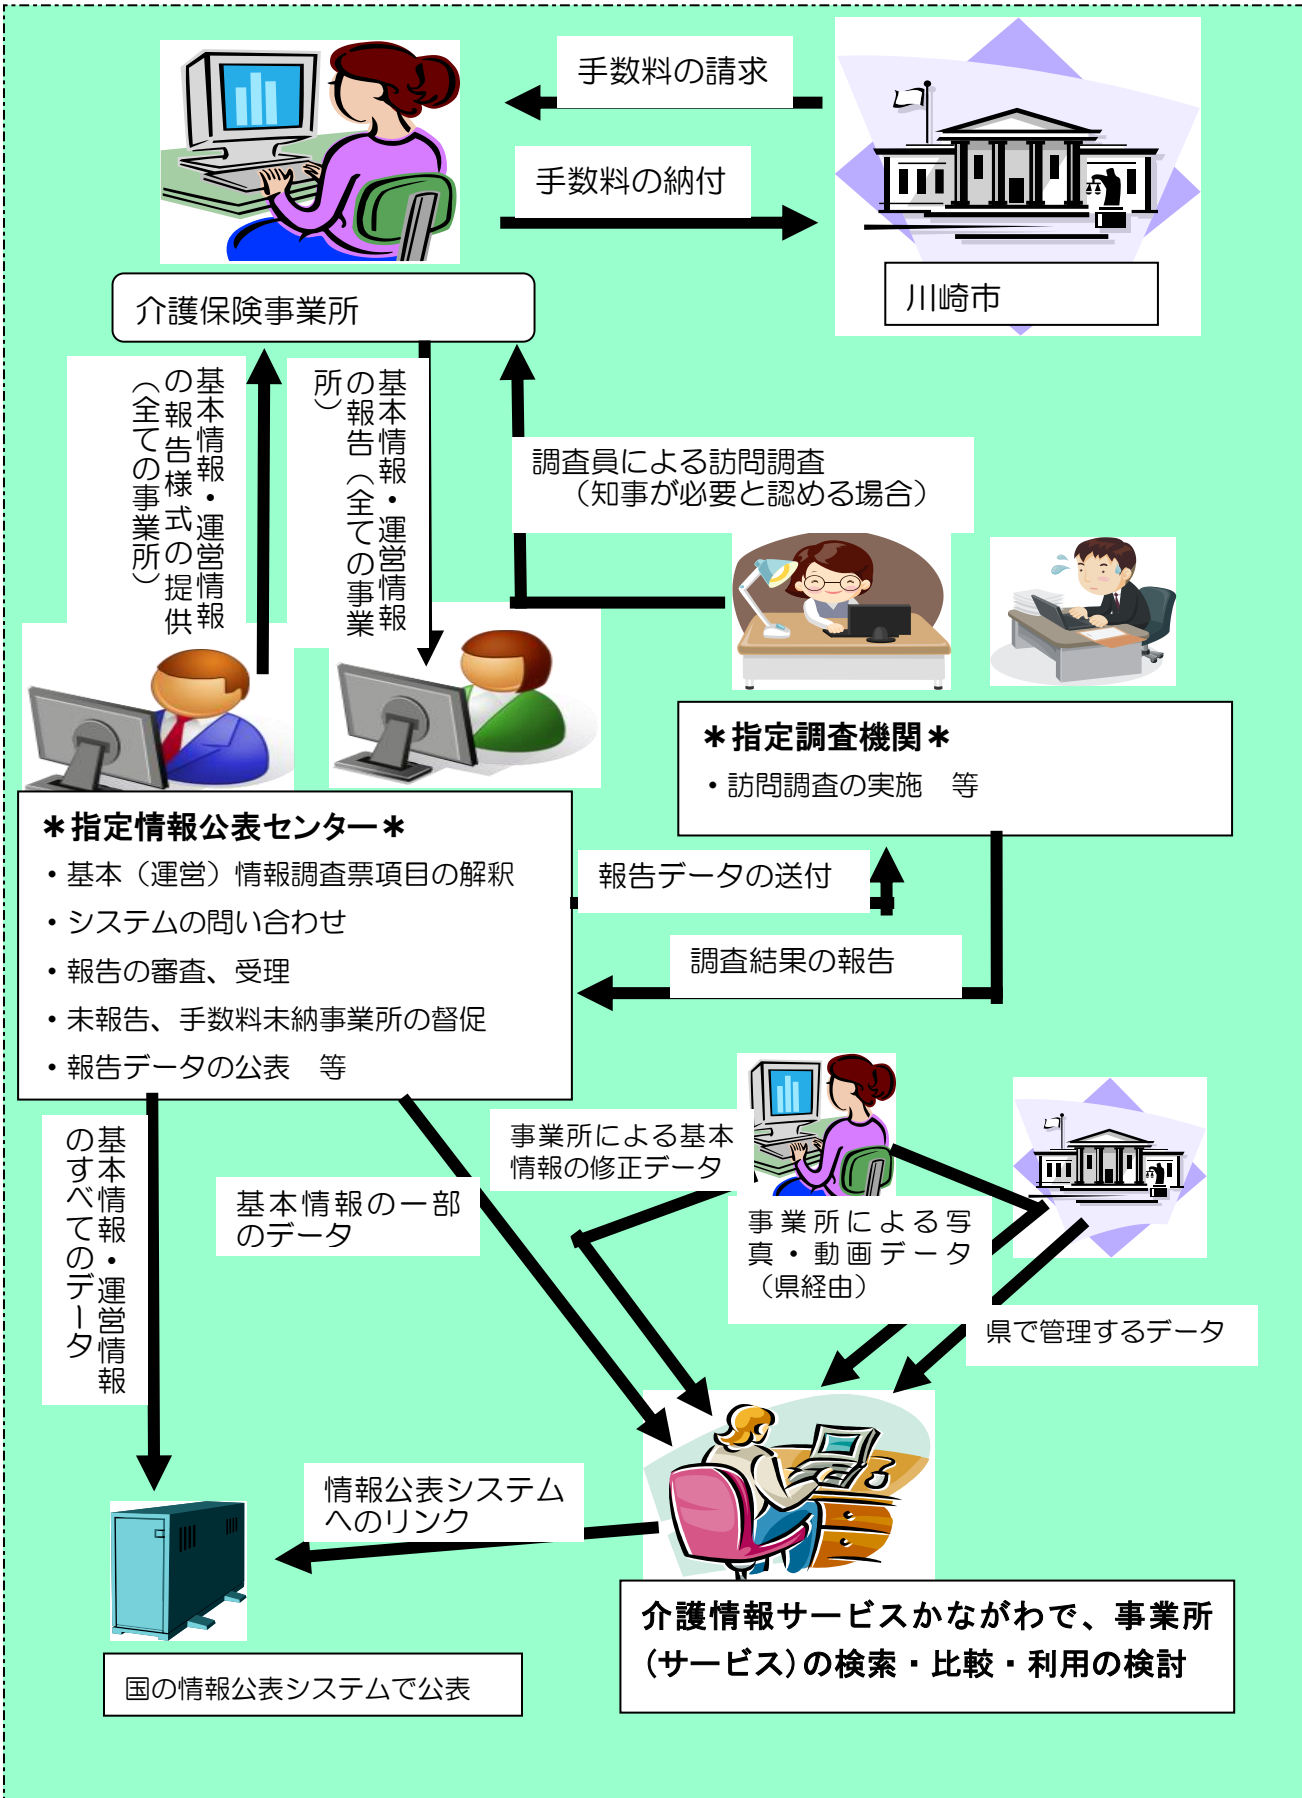 手数料の請求
手数料の納付
介護保険事業所
川崎市
基本情報・運営情報
の報告様式の提供
（全ての事業所）
基本情報・運営情報
の報告（全ての事業
所）
調査員による訪問調査
（知事が必要と認める場合）
＊指定調査機関＊
・訪問調査の実施　等
＊指定情報公表センター＊
・基本（運営）情報調査票項目の解釈
・システムの問い合わせ
・報告の審査、受理
・未報告、手数料未納事業所の督促
・報告データの公表　等
報告データの送付
調査結果の報告
基本情報・運営情報
のすべてのデータ
基本情報の一部
のデータ
事業所による基本
情報の修正データ
事業所による写
真・動画データ
（県経由）
県で管理するデータ
情報公表システム
へのリンク
介護情報サービスかながわで、事業所
(サービス)の検索・比較・利用の検討
国の情報公表システムで公表